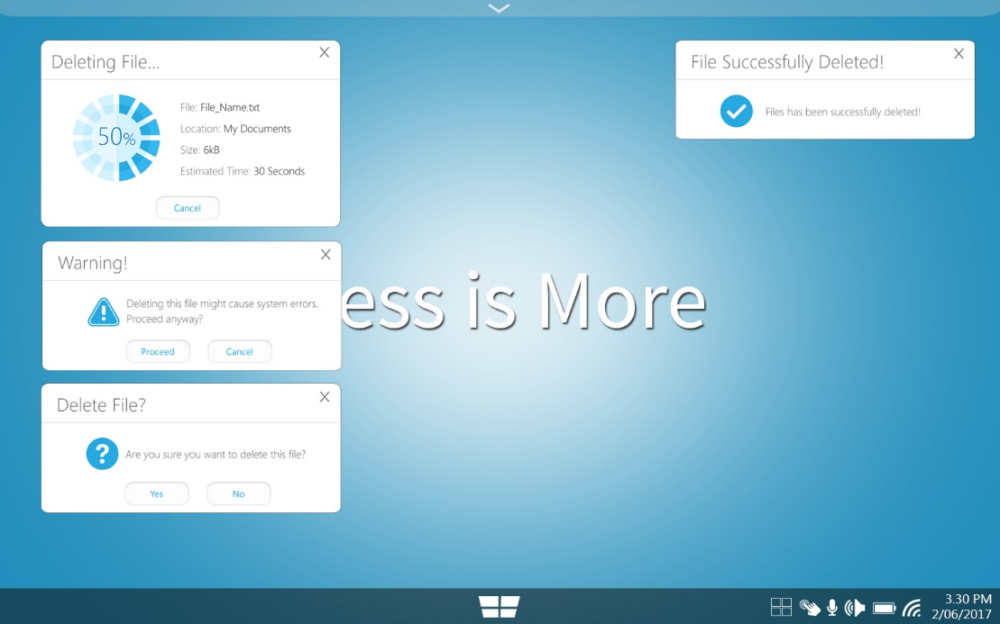 Deleting File...
X
50%
File: File_Name.txt
Location: My Documents
Size: 6kB
Estimated Time: 30 Seconds
Cancel
File Successfully Deleted!
X
Files has been successfully deleted!
Warning!
X
Deleting this file might cause system errors.
Proceed anyway?
Proceed
Cancel
ess is More
Delete File?
X
?
Are you sure you want to delete this file?
Yes
No
3.30 PM
2/06/2017